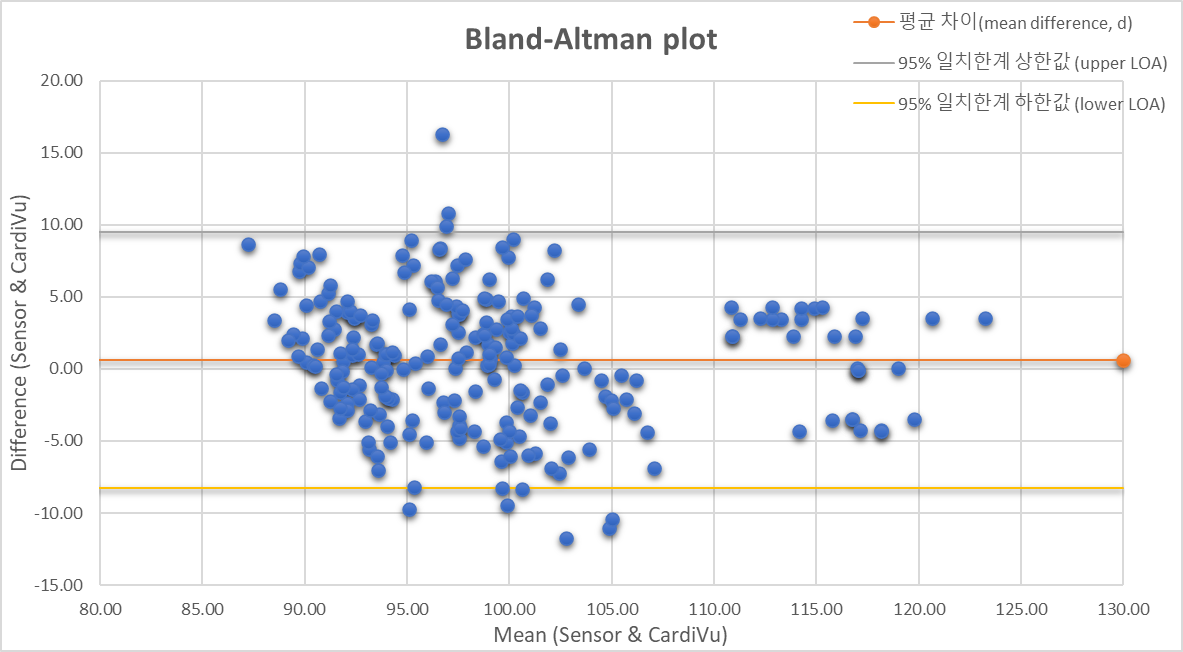 Bland-Altman plot
평균 차이(mean difference, d)
95% 일치한계 상한값 (upper LOA)
95% 일치한계 하한값 (lower LOA)
Difference (Sensor & CardiVu)
20.00
15.00
10.00
5.00
0.00
-5.00
-10.00
-15.00
80.00 85.00 90.00 95.00 100.00 105.00 110.00 115.00 120.00 125.00 130.00
Mean (Sensor & CardiVu)